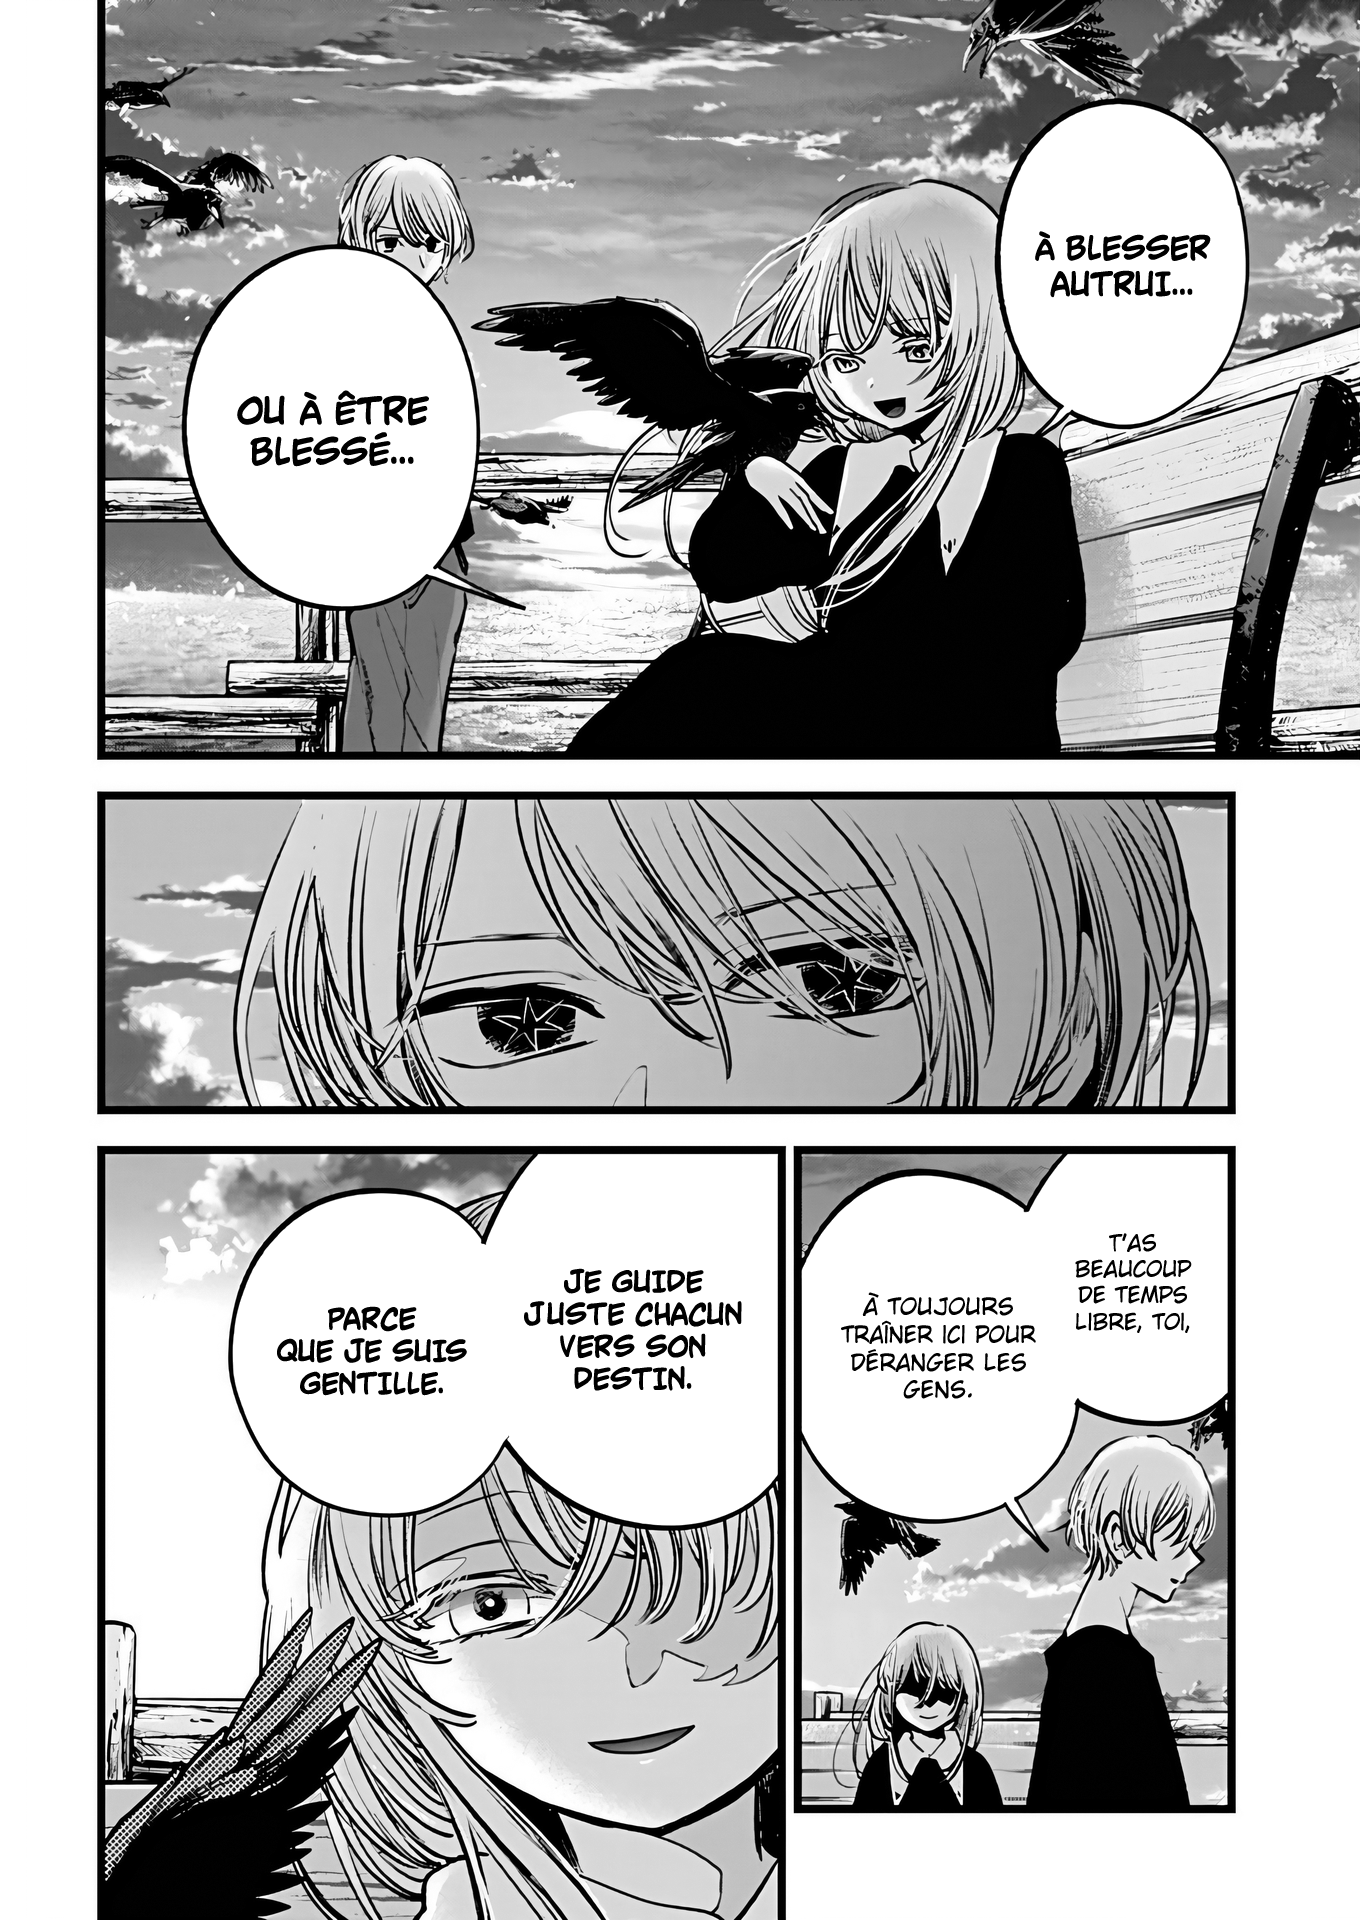 À BLESSER
AUTRUI...
OU À ÊTRE
BLESSÉ...
T'AS
BEAUCOUP
DE TEMPS
LIBRE, TOI,
À TOUJOURS
TRAÎNER ICI POUR
DÉRANGER LES
GENS.
JE GUIDE
JUSTE CHACUN
VERS SON
DESTIN.
PARCE
QUE JE SUIS
GENTILLE.